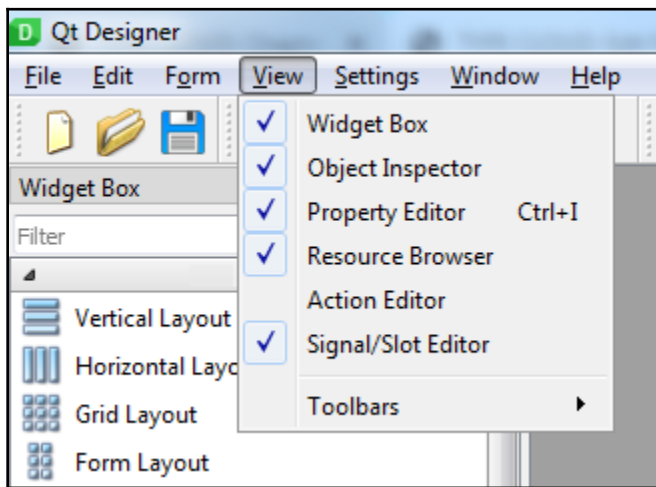 Qt Designer
File Edit Form View Settings Window Help
Widget Box
Object Inspector
Property Editor Ctrl+I
Resource Browser
Action Editor
Signal/Slot Editor
Toolbars
Widget Box
Filter
Vertical Layout
Horizontal Layo
Grid Layout
Form Layout